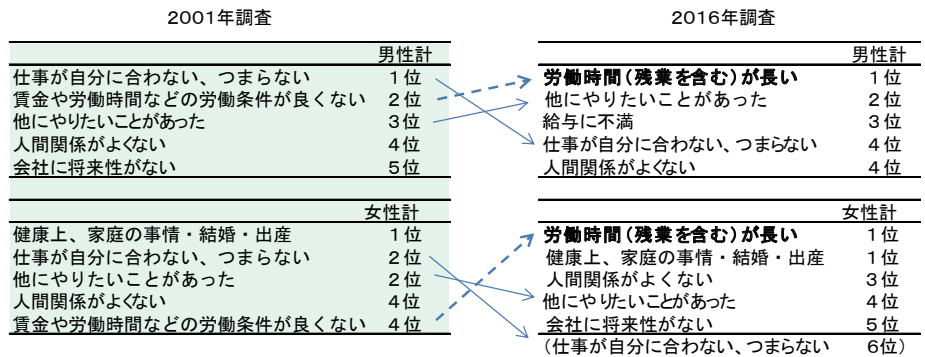 2001年調査
男性計
仕事が自分に合わない、つまらない 1位
賃金や労働時間などの労働条件が良くない 2位
他にやりたいことがあった 3位
人間関係がよくない 4位
会社に将来性がない 5位
女性計
健康上、家庭の事情・結婚・出産 1位
仕事が自分に合わない、つまらない 2位
他にやりたいことがあった 2位
人間関係がよくない 4位
賃金や労働時間などの労働条件が良くない 4位
2016年調査
男性計
労働時間(残業を含む)が長い 1位
他にやりたいことがあった 2位
給与に不満 3位
仕事が自分に合わない、つまらない 4位
人間関係がよくない 4位
女性計
労働時間(残業を含む)が長い 1位
健康上、家庭の事情・結婚・出産 1位
人間関係がよくない 3位
他にやりたいことがあった 4位
会社に将来性がない 5位
(仕事が自分に合わない、つまらない 6位)